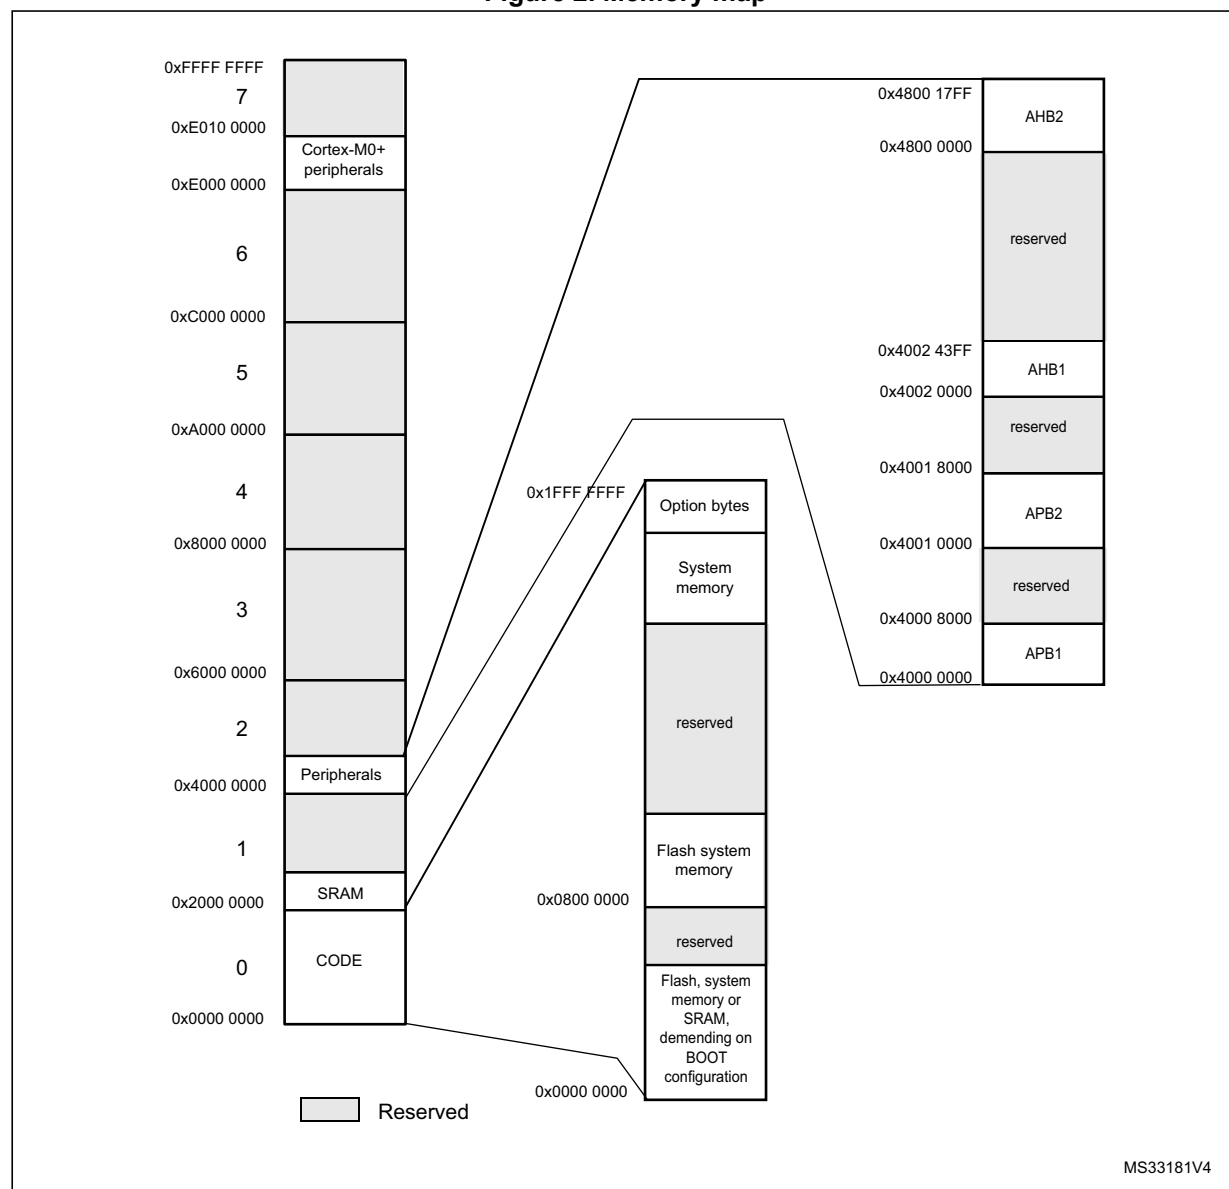 Figure 2. Memory map
0xFFFF FFFF
7
0xE010 0000
Cortex-M0+
peripherals
0xE000 0000
6
0xC000 0000
5
0xA000 0000
4
0x8000 0000
3
0x6000 0000
2
Peripherals
0x4000 0000
1
SRAM
0x2000 0000
CODE
0
0x0000 0000
Reserved
0x1FFF FFFF
Option bytes
System
memory
reserved
Flash system
memory
0x0800 0000
reserved
Flash, system
memory or
SRAM,
demending on
BOOT
configuration
0x0000 0000
0x4800 17FF
AHB2
0x4800 0000
reserved
0x4002 43FF
AHB1
0x4002 0000
reserved
0x4001 8000
APB2
0x4001 0000
reserved
0x4000 8000
APB1
0x4000 0000
MS33181V4